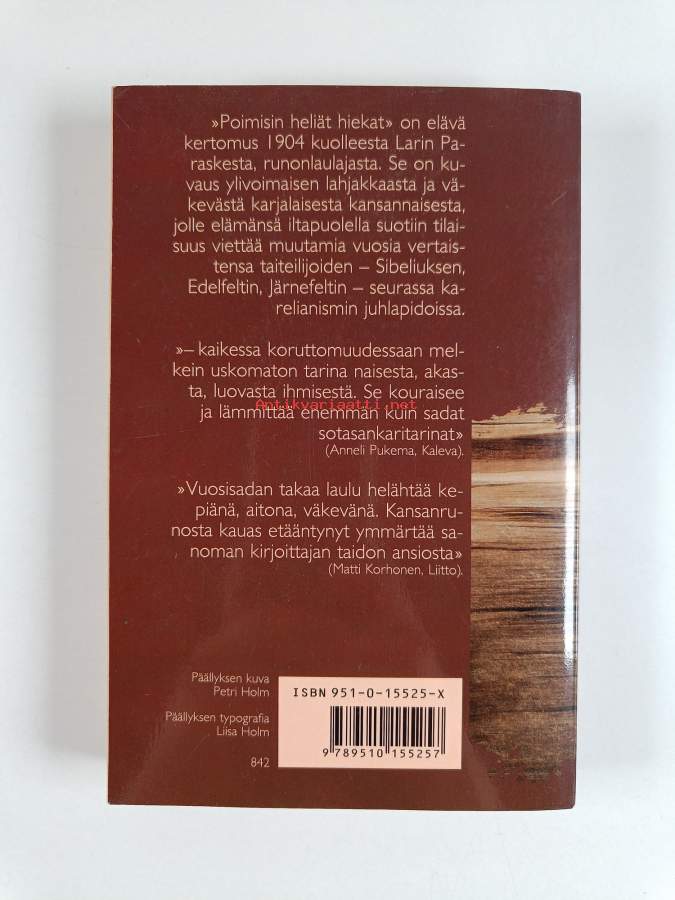 »Poimisin heliät hiekat» on elävä
kertomus 1904 kuolleesta Larin Pa-
raskesta, runonlaulajasta. Se on ku-
vaus ylivoimaisen lahjakkaasta ja vä-
kevästä karjalaisesta kansannaisesta,
jolle elämänsä iltapuolella suotiin tilai-
suus viettää muutamia vuosia vertais-
tensa taiteilijoiden – Sibeliuksen,
Edelfeltin, Järnefeltin – seurassa ka-
relianismin juhlapidoissa.
»– kaikessa koruttomuudessaan mel-
kein uskomaton tarina naisesta, akas-
ta, luovasta ihmisestä. Se kouraisee
Antikvariaatti.net
ja lämmittää enemmän kuin sadat
sotasankaritarinat»
(Anneli Pukema, Kaleva).
»Vuosisadan takaa laulu helähtää ke-
piänä, aitona, väkevänä. Kansanru-
nosta kauas etääntynyt ymmärtää sa-
noman kirjoittajan taidon ansiosta»
(Matti Korhonen, Liitto).
Päällyksen kuva
Petri Holm
Päällyksen typografia
Liisa Holm
842
ISBN 951-0-15525-X
9 789510 155257